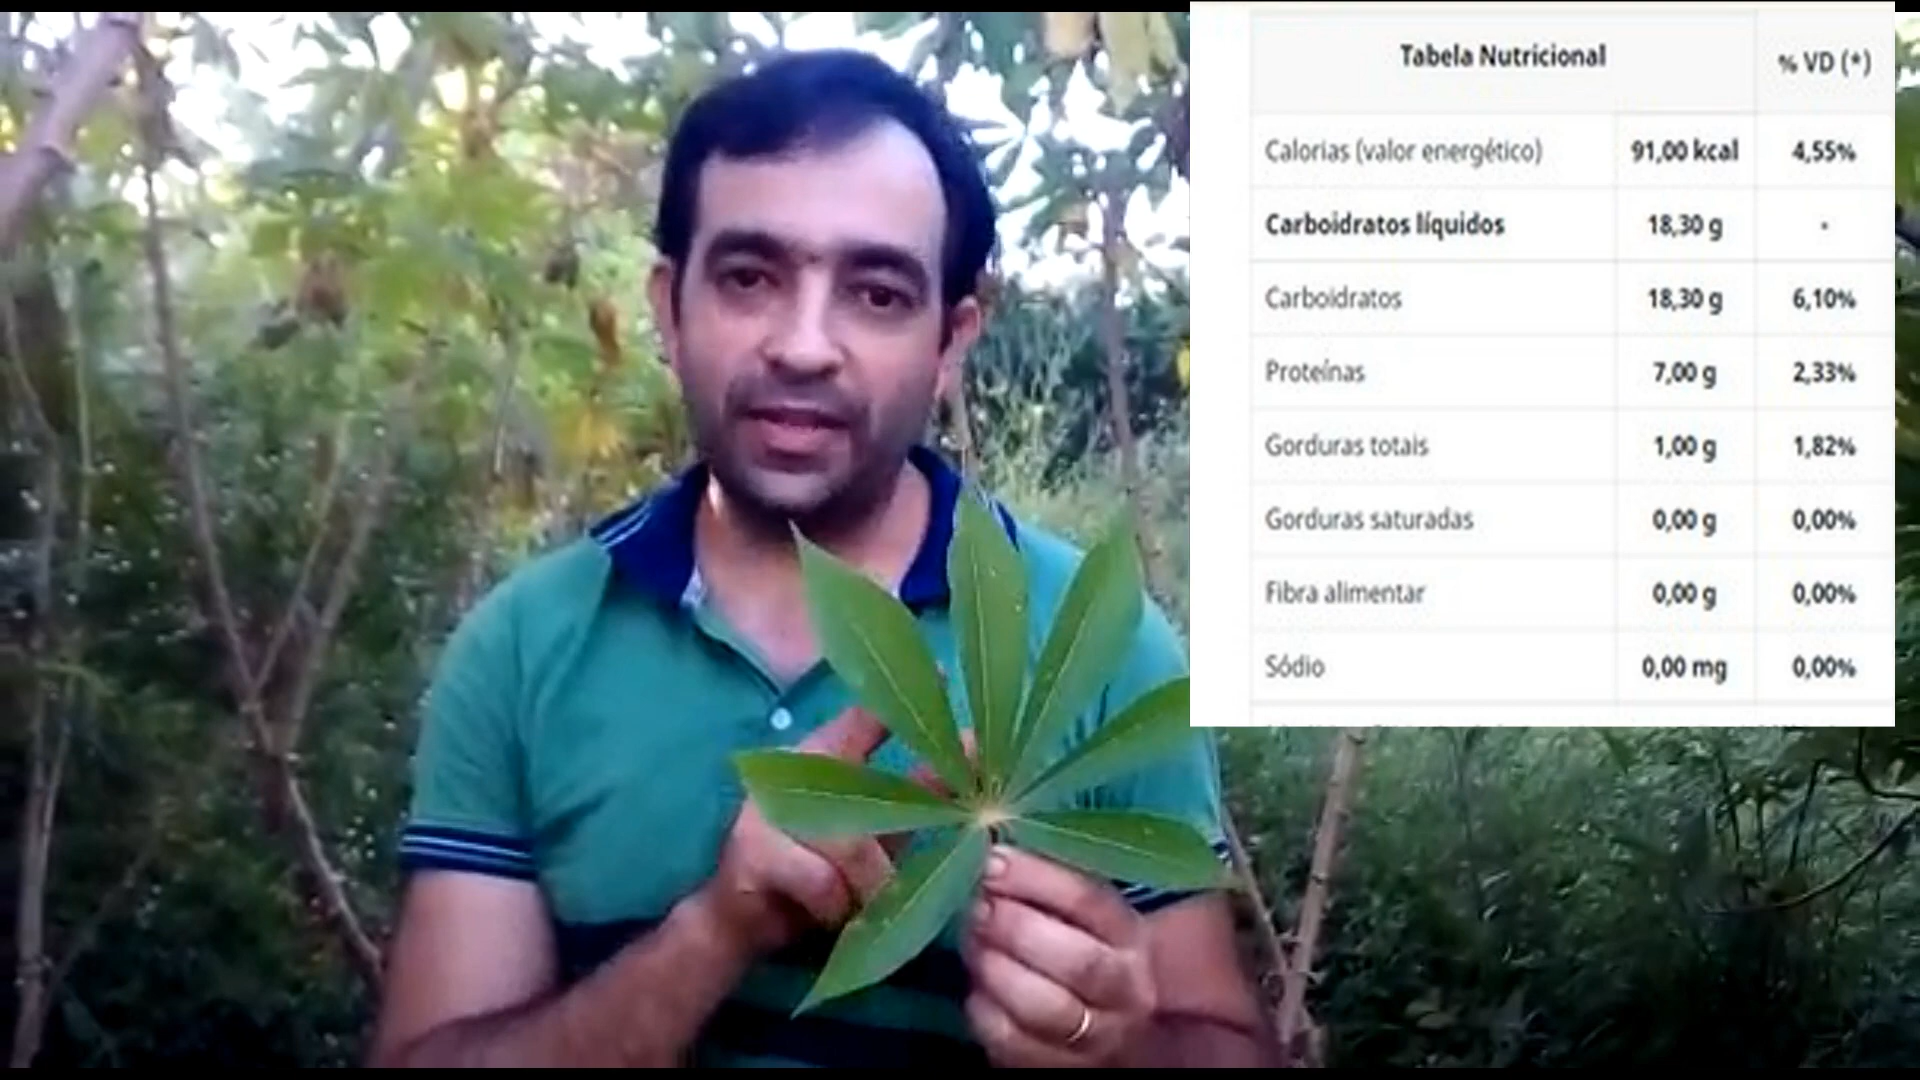 Tabela Nutricional % VD (*)
Calorias (valor energético) 91,00 kcal 4,55%
Carboidratos líquidos 18,30 g -
Carboidratos 18,30 g 6,10%
Proteínas 7,00 g 2,33%
Gorduras totais 1,00 g 1,82%
Gorduras saturadas 0,00 g 0,00%
Fibra alimentar 0,00 g 0,00%
Sódio 0,00 mg 0,00%